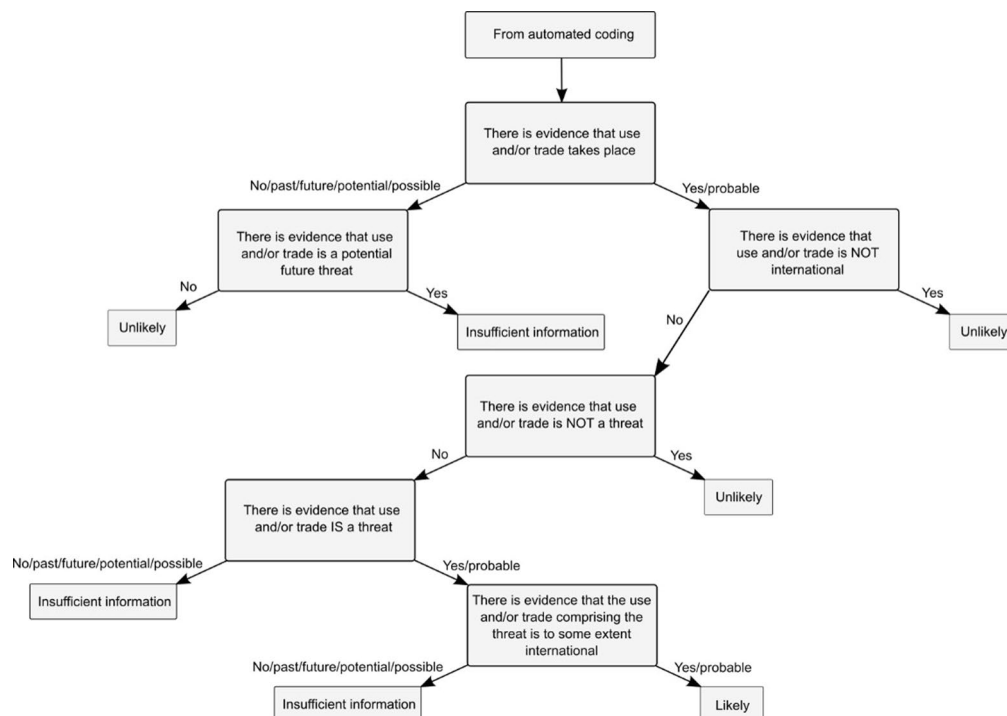 From automated coding
There is evidence that use
and/or trade takes place
No/past/future/potential/possible
Yes/probable
There is evidence that use
and/or trade is a potential
future threat
There is evidence that
use and/or trade is NOT
international
No
Yes
Yes
Unlikely
Insufficient information
No
Unlikely
There is evidence that use
and/or trade is NOT a threat
No
Yes
There is evidence that use
and/or trade IS a threat
Unlikely
No/past/future/potential/possible
Yes/probable
Insufficient information
There is evidence that the use
and/or trade comprising the
threat is to some extent
international
No/past/future/potential/possible
Yes/probable
Insufficient information
Likely